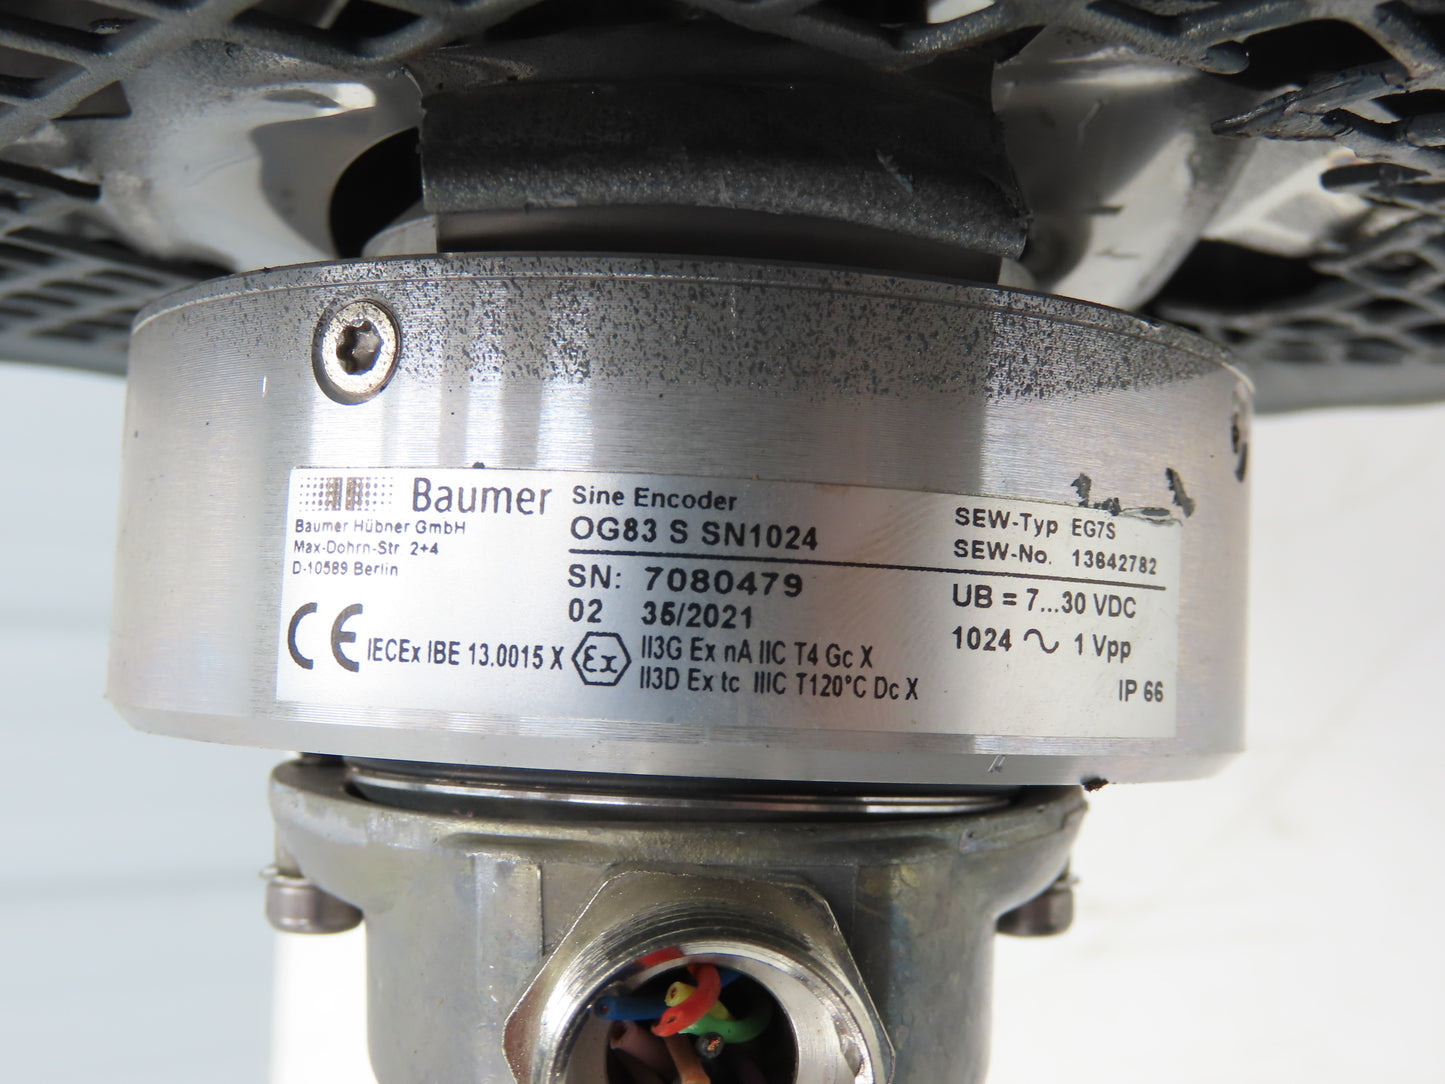 Baumer
Baumer Hübner GmbH
Max-Dohrn-Str 2+4
D-10589 Berlin
Sine Encoder
OG83 S SN1024
SN: 7080479
02 35/2021
SEW-Typ EG7S
SEW-No. 13642782
UB = 7...30 VDC
1024 ∿ 1 Vpp
IP 66
CE IECEx IBE 13.0015 X Ex II3G Ex nA IIC T4 Gc X
II3D Ex tc IIIC T120°C Dc X